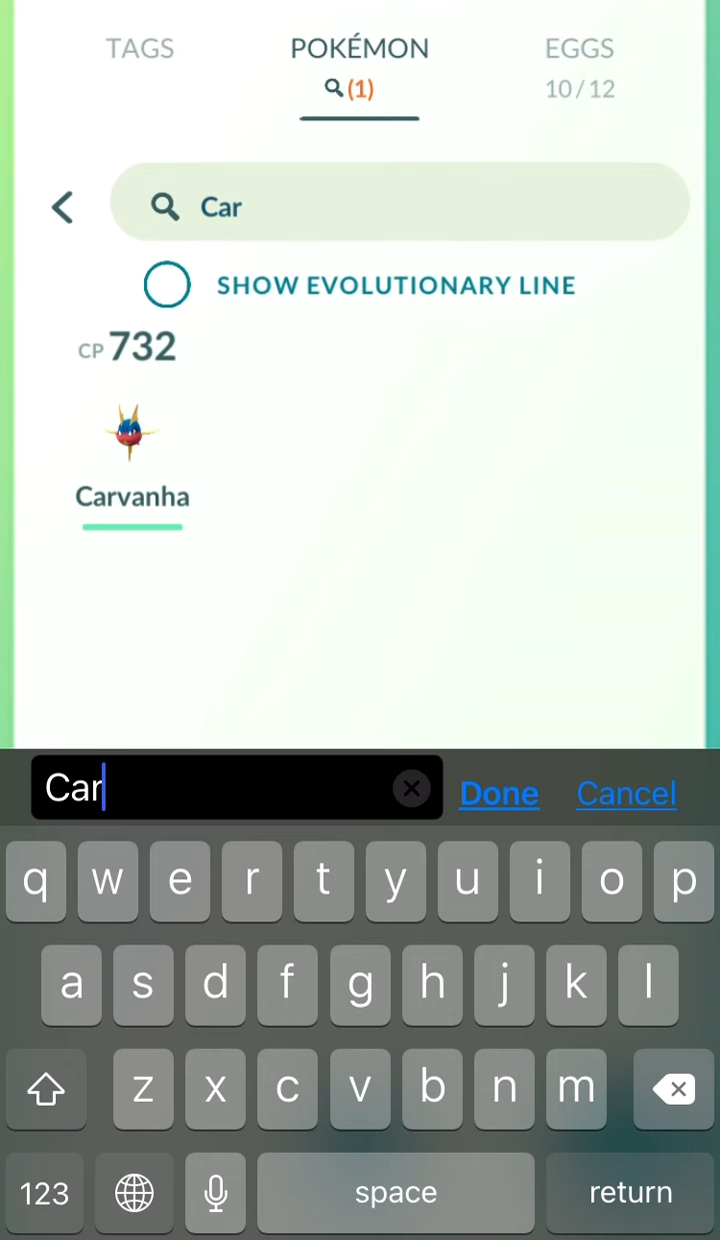 TAGS
POKÉMON
EGGS
(1)
10/12
Car
SHOW EVOLUTIONARY LINE
CP 732
Carvanha
Car
Done
Cancel
q w e r t y u i o p
a s d f g h j k l
z x c v b n m
123
space
return